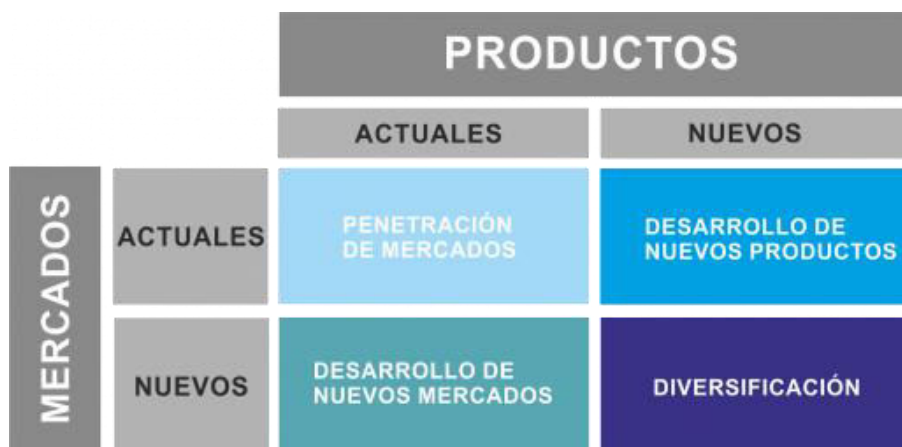 PRODUCTOS
ACTUALES
NUEVOS
MERCADOS
ACTUALES
PENETRACIÓN
DE MERCADOS
DESARROLLO DE
NUEVOS PRODUCTOS
NUEVOS
DESARROLLO DE
NUEVOS MERCADOS
DIVERSIFICACIÓN